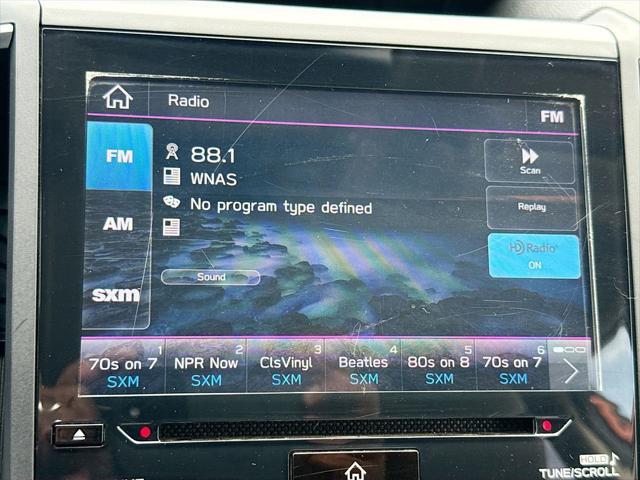 Radio
FM
FM
88.1
WNAS
No program type defined
Scan
Replay
HD Radio
ON
AM
Sound
sxm
1
70s on 7
SXM
2
NPR Now
SXM
3
ClsVinyl
SXM
4
Beatles
SXM
5
80s on 8
SXM
6
70s on 7
SXM
HOLD
TUNE/SCROLL